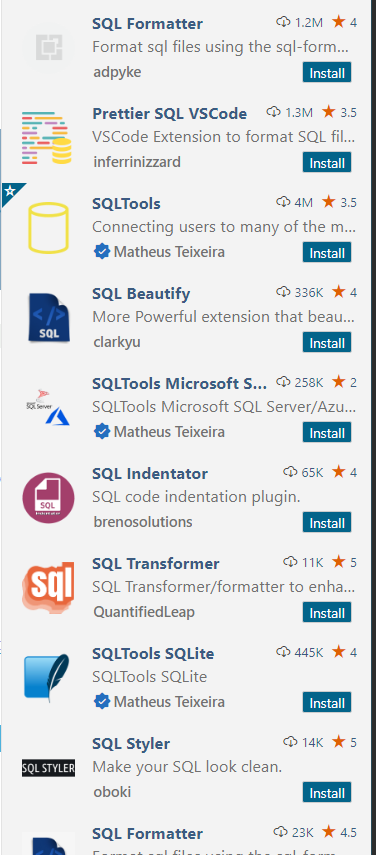 SQL Formatter 1.2M 4
Format sql files using the sql-form...
adpyke Install
Prettier SQL VSCode 1.3M 3.5
VSCode Extension to format SQL fil...
inferrinizzard Install
SQLTools 4M 3.5
Connecting users to many of the m...
Matheus Teixeira Install
SQL Beautify 336K 4
</> SQL
More Powerful extension that beau...
clarkyu Install
SQLTools Microsoft S... 258K 2
SQL Server
SQLTools Microsoft SQL Server/Azu...
Matheus Teixeira Install
SQL Indentator 65K 4
SQL
SQL code indentation plugin.
brenosolutions Install
SQL Transformer 11K 5
sql
SQL Transformer/formatter to enha...
QuantifiedLeap Install
SQLTools SQLite 445K 4
SQLTools SQLite
Matheus Teixeira Install
SQL Styler 14K 5
SQL STYLER
Make your SQL look clean.
oboki Install
SQL Formatter 23K 4.5
Format sql files using the sql-form...